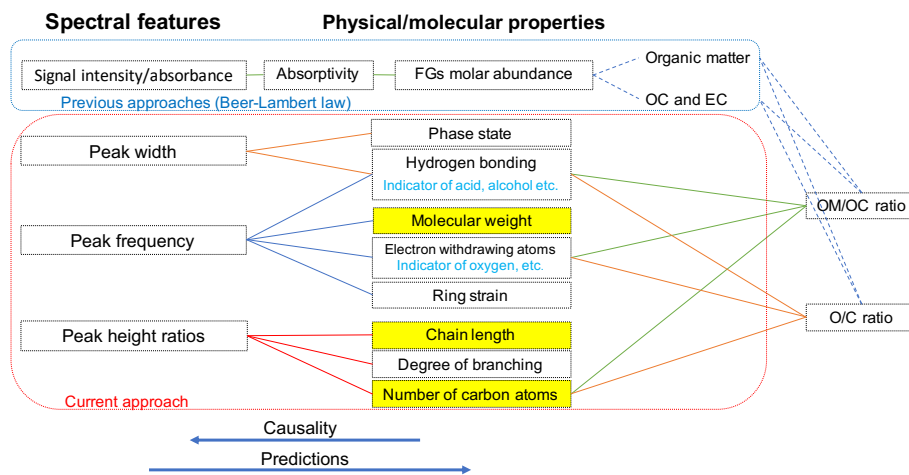 Spectral features
Physical/molecular properties
Signal intensity/absorbance
Absorptivity
FGs molar abundance
Organic matter
OC and EC
Previous approaches (Beer-Lambert law)
Peak width
Phase state
Hydrogen bonding
Indicator of acid, alcohol etc.
Molecular weight
Peak frequency
Electron withdrawing atoms
Indicator of oxygen, etc.
Ring strain
Peak height ratios
Chain length
Degree of branching
Number of carbon atoms
OM/OC ratio
O/C ratio
Current approach
Causality
Predictions